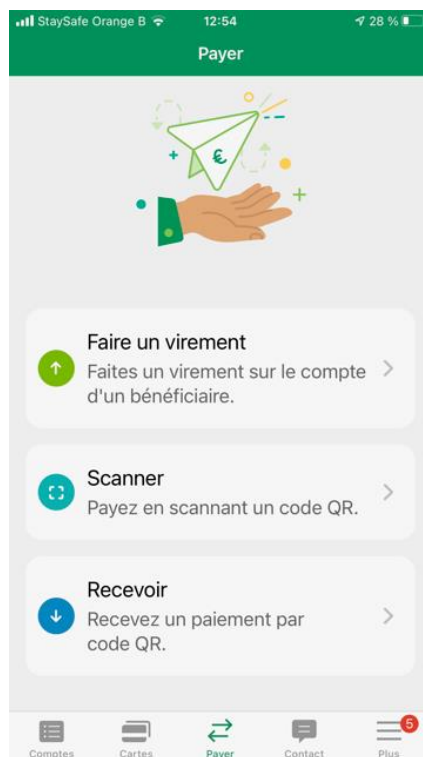 StaySafe Orange B 12:54 28 %
Payer
€
Faire un virement
Faites un virement sur le compte
d'un bénéficiaire.
Scanner
Payez en scannant un code QR.
Recevoir
Recevez un paiement par
code QR.
5
Comptes Cartes Payer Contact Plus